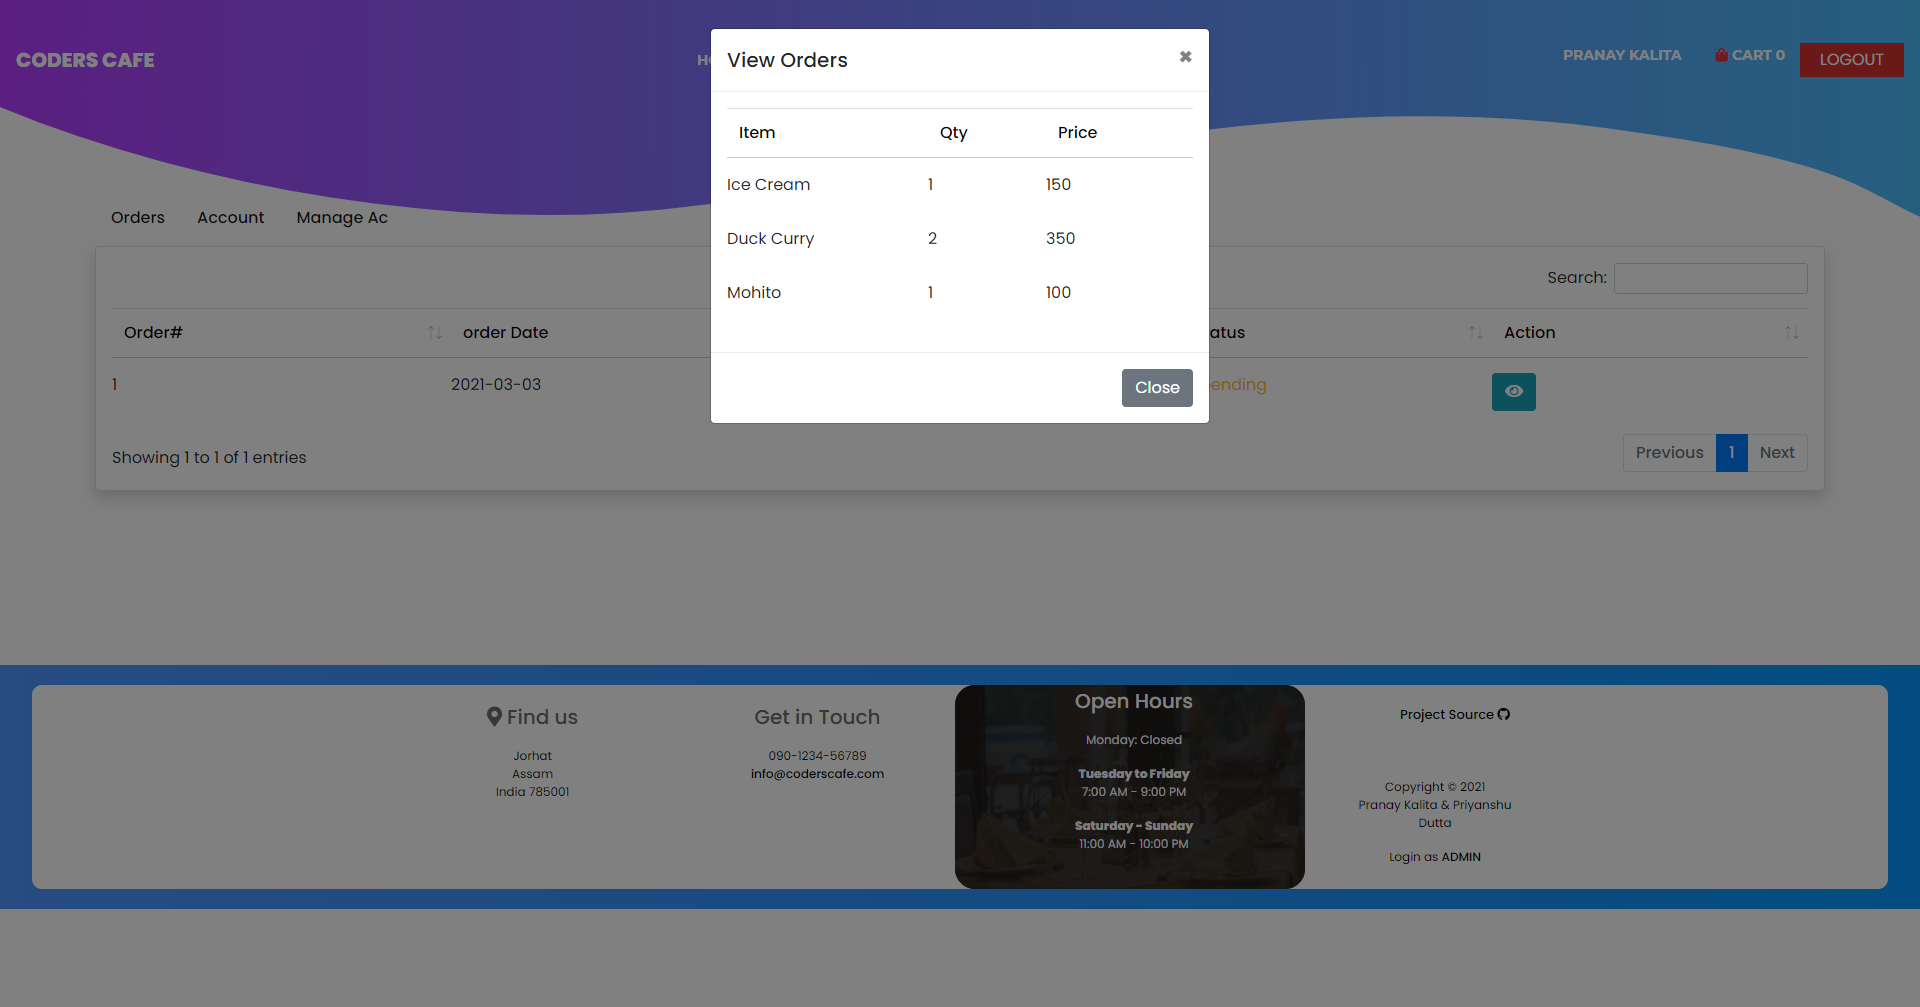 CODERS CAFE
PRANAY KALITA
CART 0
LOGOUT
View Orders
Item Qty Price
Ice Cream 1 150
Duck Curry 2 350
Mohito 1 100
Close
Orders Account Manage Ac
Search:
Order# order Date Action
1 2021-03-03
Showing 1 to 1 of 1 entries
Previous 1 Next
Find us
Jorhat
Assam
India 785001
Get in Touch
090-1234-56789
info@coderscafe.com
Open Hours
Monday: Closed
Tuesday to Friday
7:00 AM - 9:00 PM
Saturday - Sunday
11:00 AM - 10:00 PM
Project Source
Copyright © 2021
Pranay Kalita & Priyanshu
Dutta
Login as ADMIN